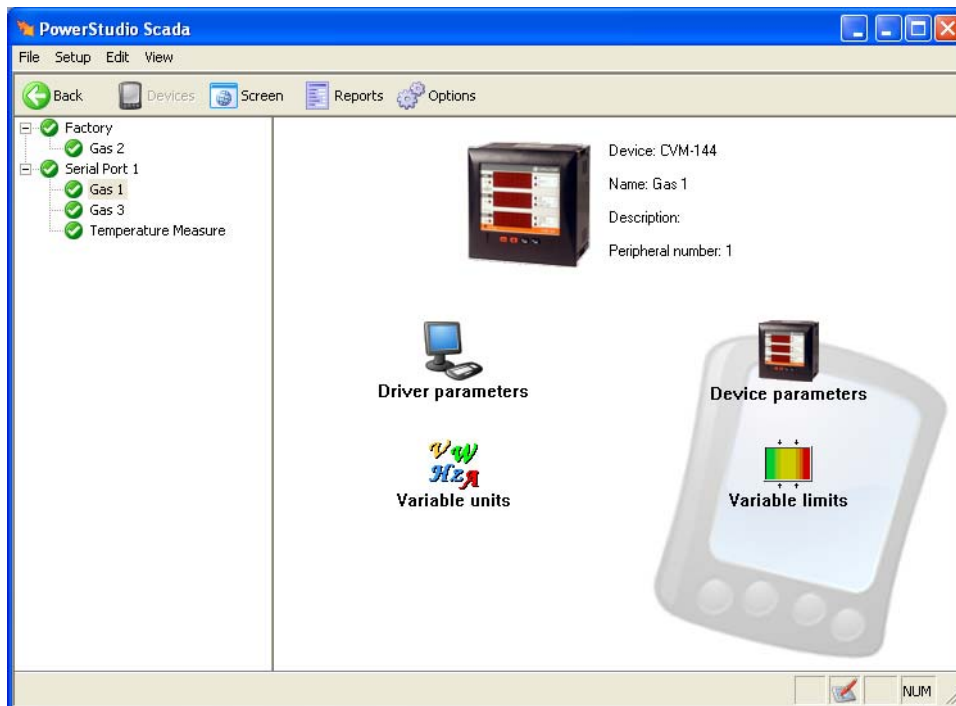 PowerStudio Scada
File Setup Edit View
Back Devices Screen Reports Options
Factory
Gas 2
Serial Port 1
Gas 1
Gas 3
Temperature Measure
Device: CVM-144
Name: Gas 1
Description:
Peripheral number: 1
Driver parameters
Device parameters
V W
Hz A
Variable units
Variable limits
NUM